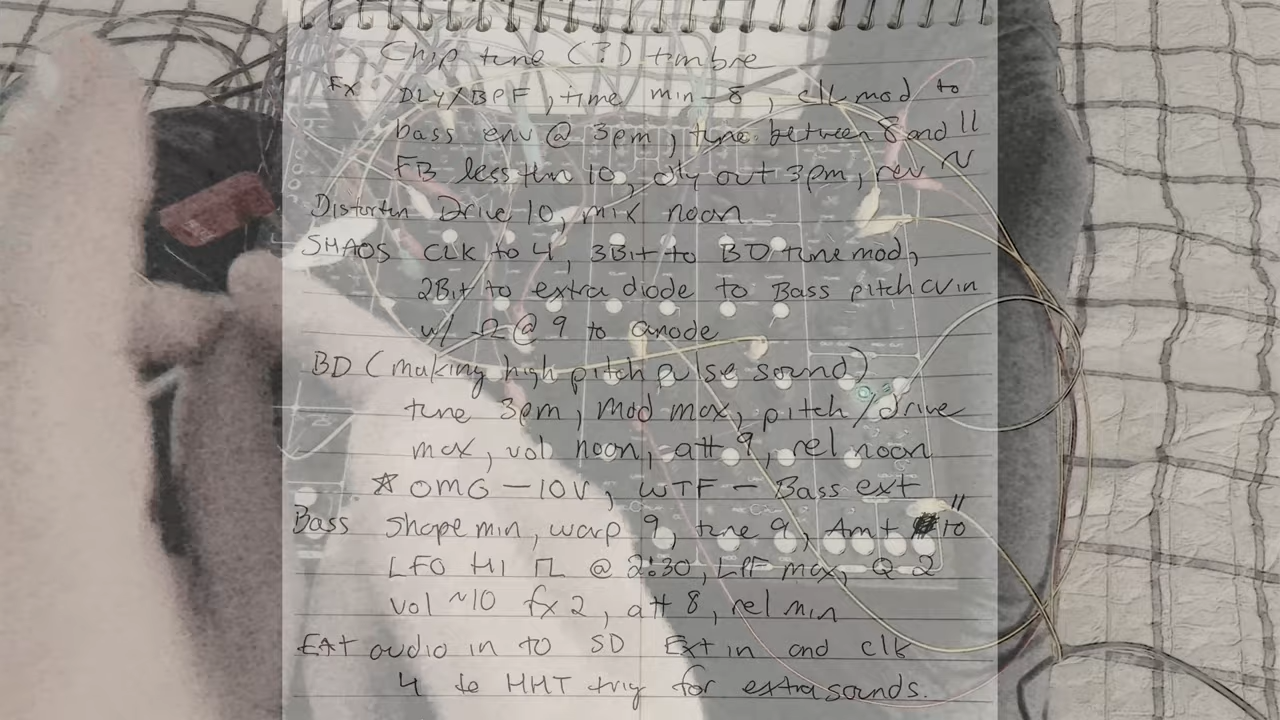 Chip tune (?) timbre
Fx DLY/BPF, time min-8, clk mod to
bass env @ 3pm, tune between 8 and 11
FB less thn 10, dly out 3pm, rev ~
Distortion Drive 10, mix noon
SHAOS CLK to 4, 3Bit to BD tune mod,
2Bit to extra diode to Bass pitch cv in
w/ Ω @ 9 to anode
BD (making high pitch pulse sound)
tune 3pm, mod max, pitch/drive
max, vol noon, att 9, rel noon
☆ OMG - 10V, WTF - Bass ext
Bass Shape min, warp 9, tune 9, Amt 10 11
LFO HI ⊓ @ 2:30, LPF max, Q 2
vol ~10 fx 2, att 8, rel min
Ext audio in to SD Ext in and clk
4 to HHT trig for extra sounds.